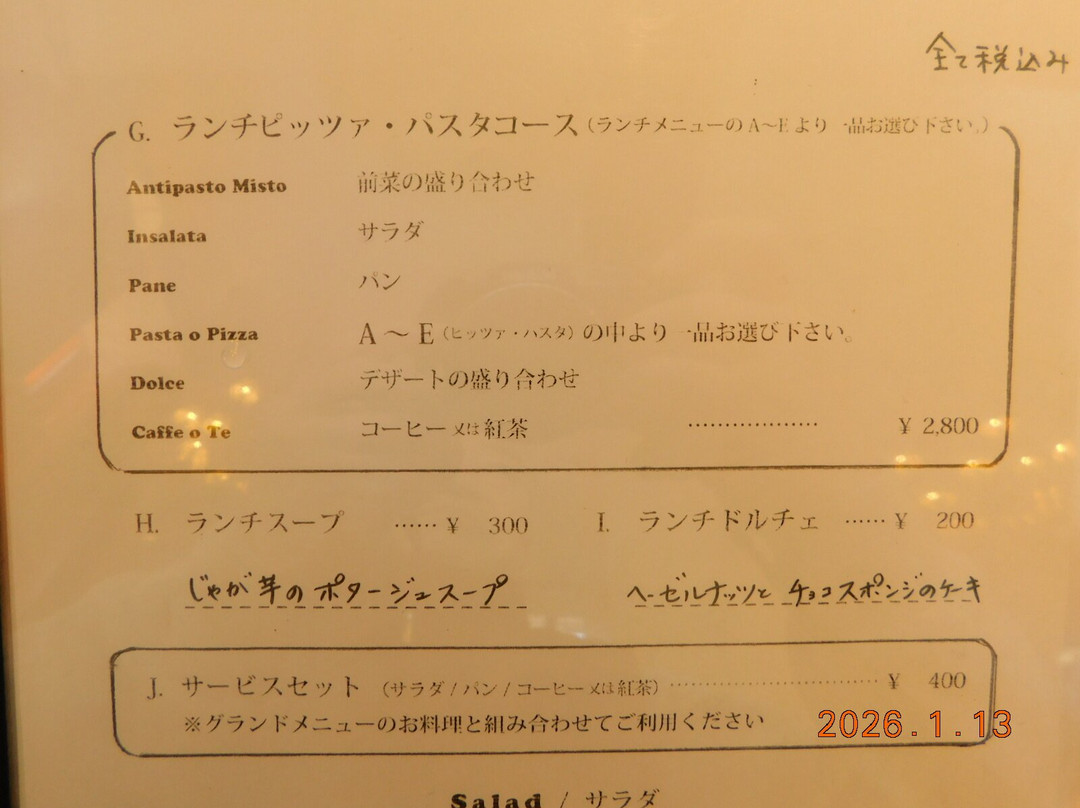 全て税込み
G. ランチピッツァ・パスタコース（ランチメニューの A〜E より 一品お選び下さい。）
Antipasto Misto 前菜の盛り合わせ
Insalata サラダ
Pane パン
Pasta o Pizza A 〜 E（ピッツァ・パスタ）の中より 一品お選び下さい。
Dolce デザートの盛り合わせ
Caffe o Te コーヒー 又は 紅茶 ·················· ¥ 2,800
H. ランチスープ ······ ¥ 300 I. ランチドルチェ ······ ¥ 200
じゃが芋のポタージュスープ ヘーゼルナッツと チョコスポンジのケーキ
J. サービスセット （サラダ / パン / コーヒー 又は 紅茶） ······························ ¥ 400
※グランドメニューのお料理と組み合わせてご利用ください
2026.1.13
Salad / サラダ